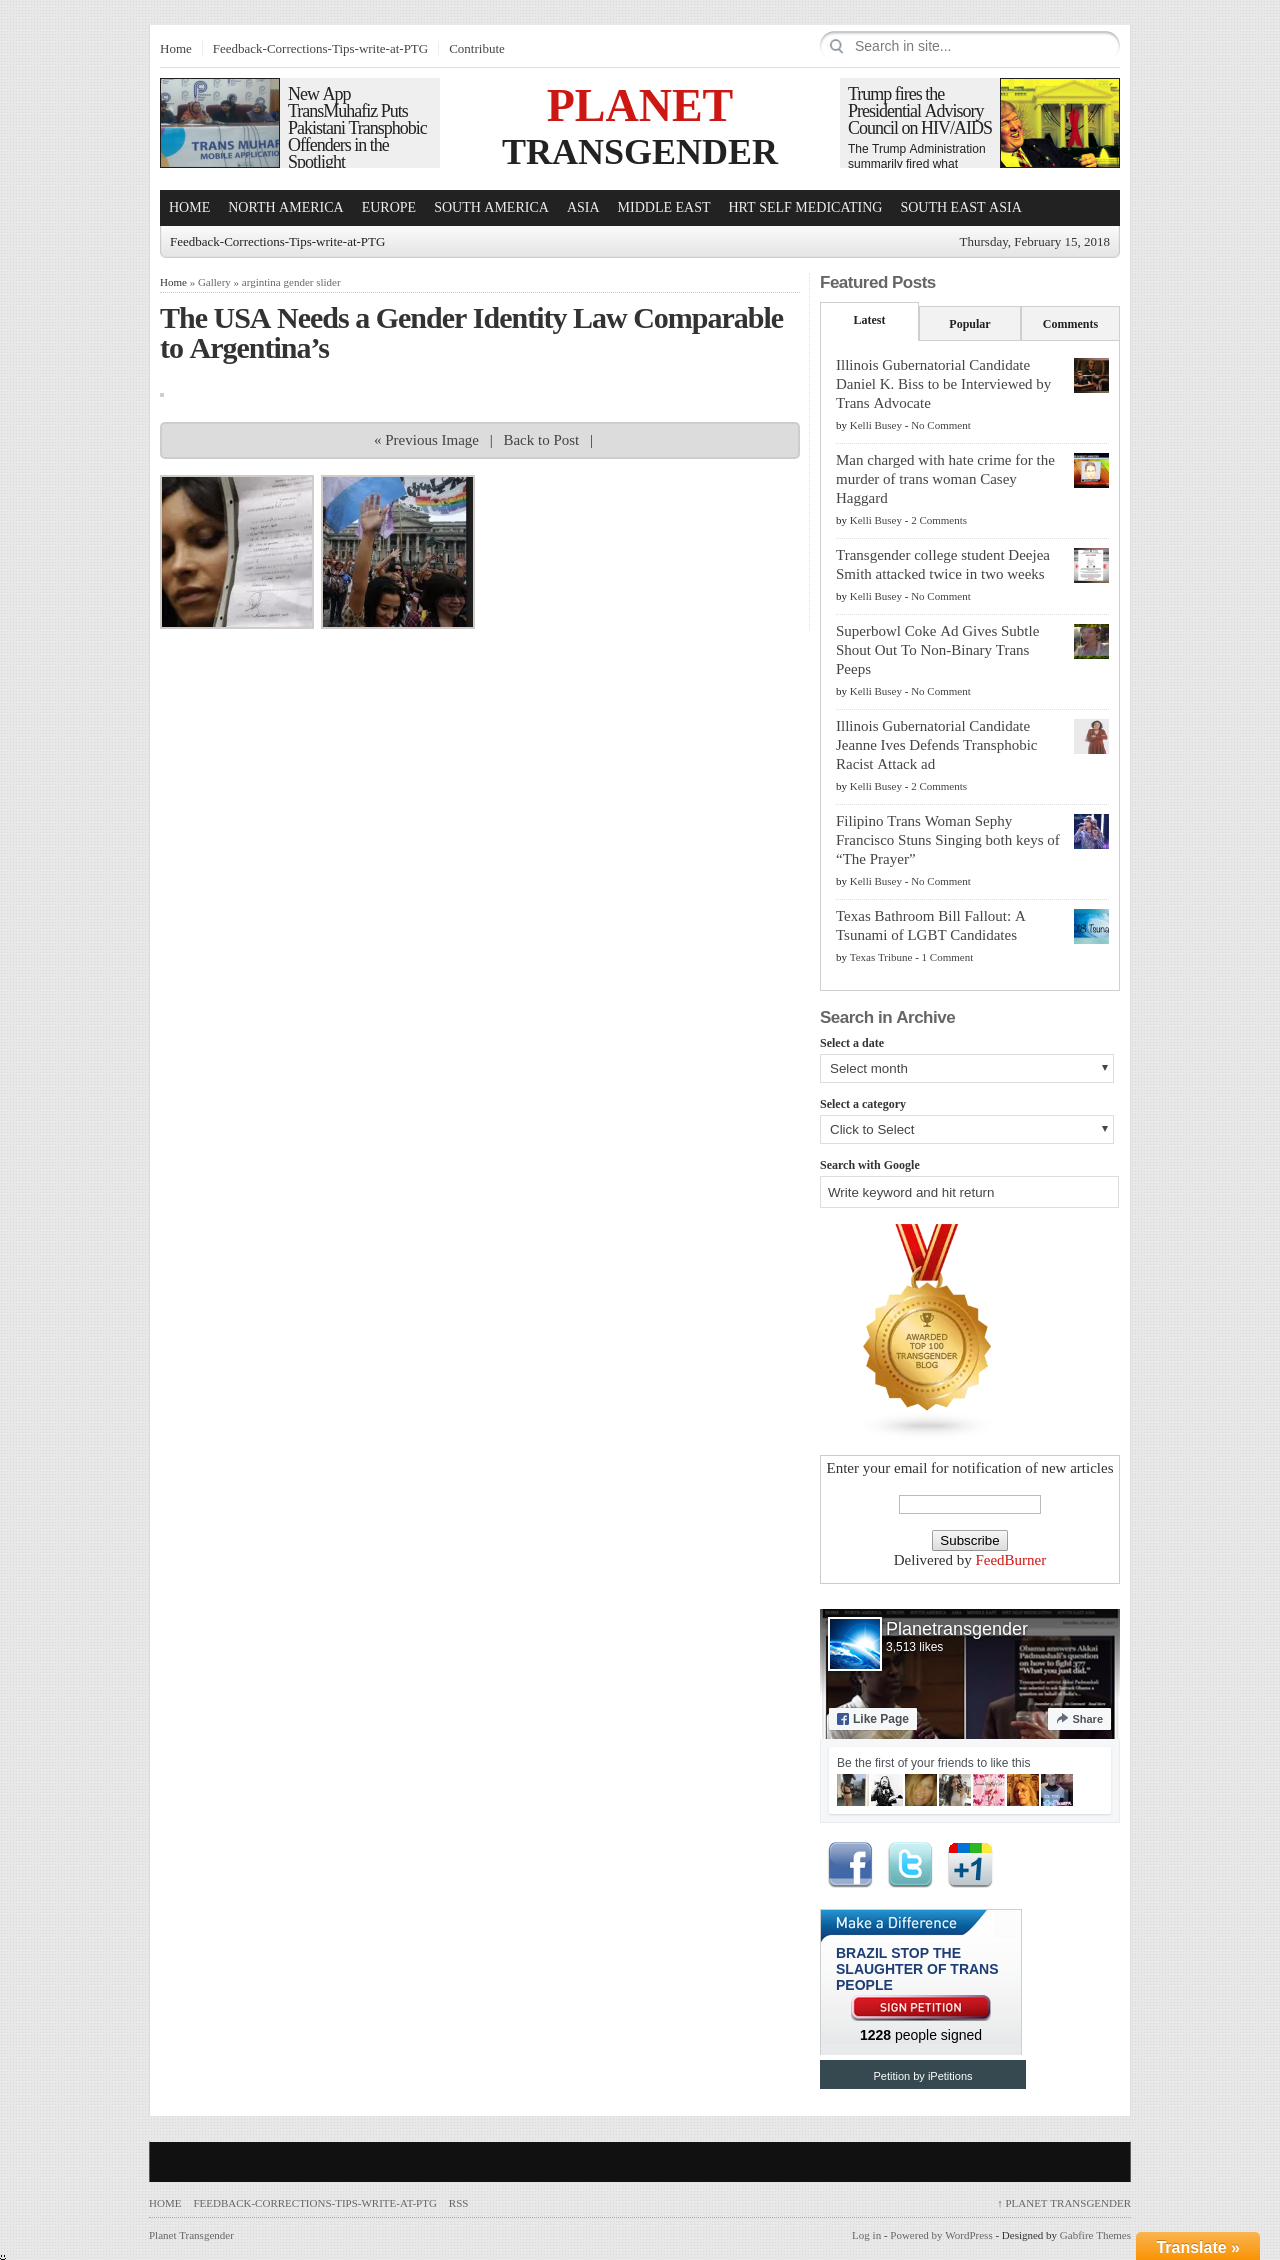 Home
Feedback-Corrections-Tips-write-at-PTG
Contribute
Search in site...
TRANS MUHAF
MOBILE APPLICATION
New App
TransMuhafiz Puts
Pakistani Transphobic
Offenders in the
Spotlight
PLANET
TRANSGENDER
Trump fires the
Presidential Advisory
Council on HIV/AIDS
The Trump Administration
summarily fired what
HOME NORTH AMERICA EUROPE SOUTH AMERICA ASIA MIDDLE EAST HRT SELF MEDICATING SOUTH EAST ASIA
Feedback-Corrections-Tips-write-at-PTG
Thursday, February 15, 2018
Home » Gallery » argintina gender slider
The USA Needs a Gender Identity Law Comparable
to Argentina’s
« Previous Image | Back to Post |
Featured Posts
Latest
Popular
Comments
Illinois Gubernatorial Candidate
Daniel K. Biss to be Interviewed by
Trans Advocate
by Kelli Busey - No Comment
Man charged with hate crime for the
murder of trans woman Casey
Haggard
by Kelli Busey - 2 Comments
Transgender college student Deejea
Smith attacked twice in two weeks
by Kelli Busey - No Comment
Superbowl Coke Ad Gives Subtle
Shout Out To Non-Binary Trans
Peeps
by Kelli Busey - No Comment
Illinois Gubernatorial Candidate
Jeanne Ives Defends Transphobic
Racist Attack ad
by Kelli Busey - 2 Comments
Filipino Trans Woman Sephy
Francisco Stuns Singing both keys of
“The Prayer”
by Kelli Busey - No Comment
Texas Bathroom Bill Fallout: A
Tsunami of LGBT Candidates
by Texas Tribune - 1 Comment
Search in Archive
Select a date
Select month
Select a category
Click to Select
Search with Google
Write keyword and hit return
AWARDED
TOP 100
TRANSGENDER
BLOG
Enter your email for notification of new articles
Subscribe
Delivered by FeedBurner
Planetransgender
3,513 likes
Obama answers Akkai
Padmashali's question
on how to fight 377
"What you just did."
Like Page
Share
Be the first of your friends to like this
+1
Make a Difference
BRAZIL STOP THE
SLAUGHTER OF TRANS
PEOPLE
SIGN PETITION
1228 people signed
Petition by iPetitions
HOME FEEDBACK-CORRECTIONS-TIPS-WRITE-AT-PTG RSS
↑ PLANET TRANSGENDER
Planet Transgender
Log in - Powered by WordPress - Designed by Gabfire Themes
Translate »